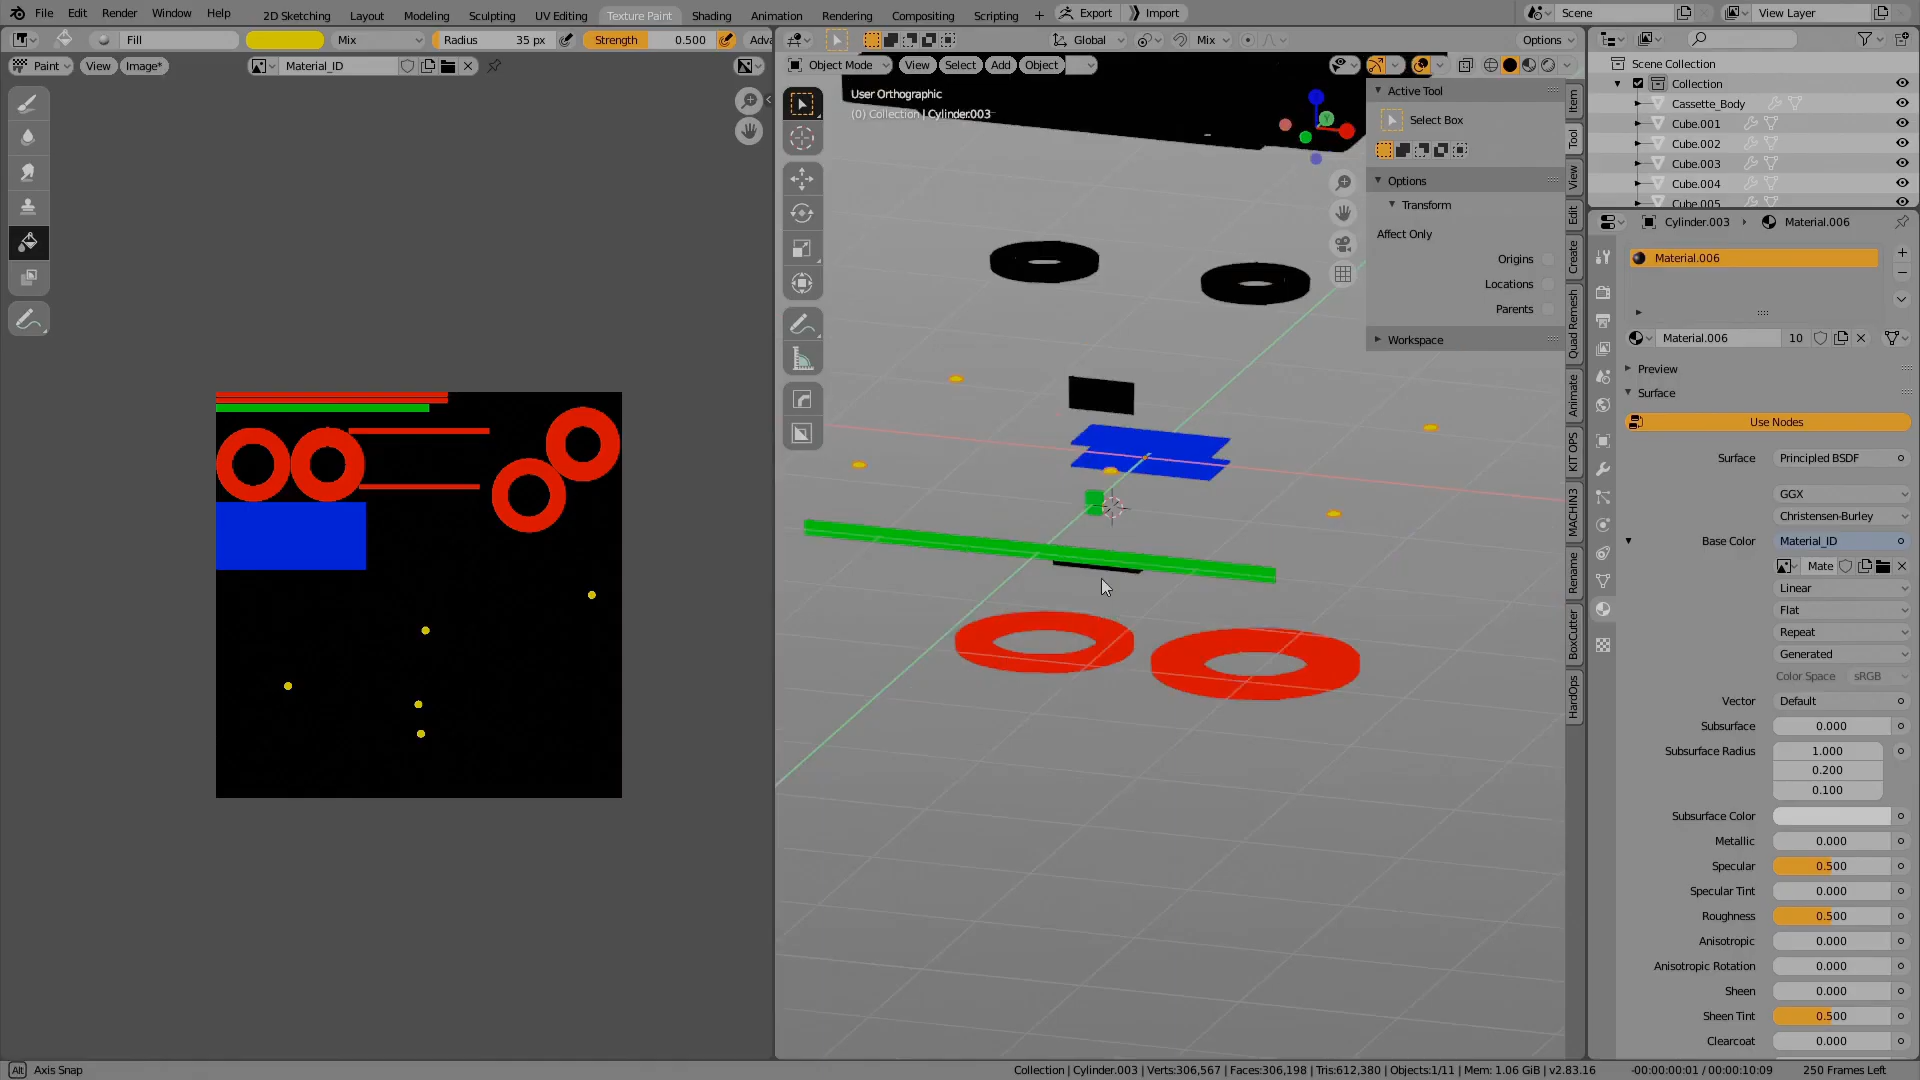 File Edit Render Window Help 2D Sketching Layout Modeling Sculpting UV Editing Texture Paint Shading Animation Rendering Compositing Scripting + Export Import Scene View Layer
Fill Mix Radius 35 px Strength 0.500 Adva Global Mix Options
Paint View Image* Material_ID Object Mode View Select Add Object
User Orthographic
(0) Collection | Cylinder.003
Active Tool
Select Box
Options
Transform
Affect Only
Origins
Locations
Parents
Workspace
Item
Tool
View
Edit
Create
Quad Remesh
Animate
KIT OPS
MACHIN3
Rename
BoxCutter
HardOps
Y
Scene Collection
Collection
Cassette_Body
Cube.001
Cube.002
Cube.003
Cube.004
Cube.005
Cylinder.003 Material.006
Material.006
Material.006 10
Preview
Surface
Use Nodes
Surface Principled BSDF
GGX
Christensen-Burley
Base Color Material_ID
Mate
Linear
Flat
Repeat
Generated
Color Space sRGB
Vector Default
Subsurface 0.000
Subsurface Radius 1.000
0.200
0.100
Subsurface Color
Metallic 0.000
Specular 0.500
Specular Tint 0.000
Roughness 0.500
Anisotropic 0.000
Anisotropic Rotation 0.000
Sheen 0.000
Sheen Tint 0.500
Clearcoat 0.000
Alt Axis Snap Collection | Cylinder.003 | Verts:306,567 | Faces:306,198 | Tris:612,380 | Objects:1/11 | Mem: 1.06 GiB | v2.83.16 -00:00:00:01 / 00:00:10:09 250 Frames Left